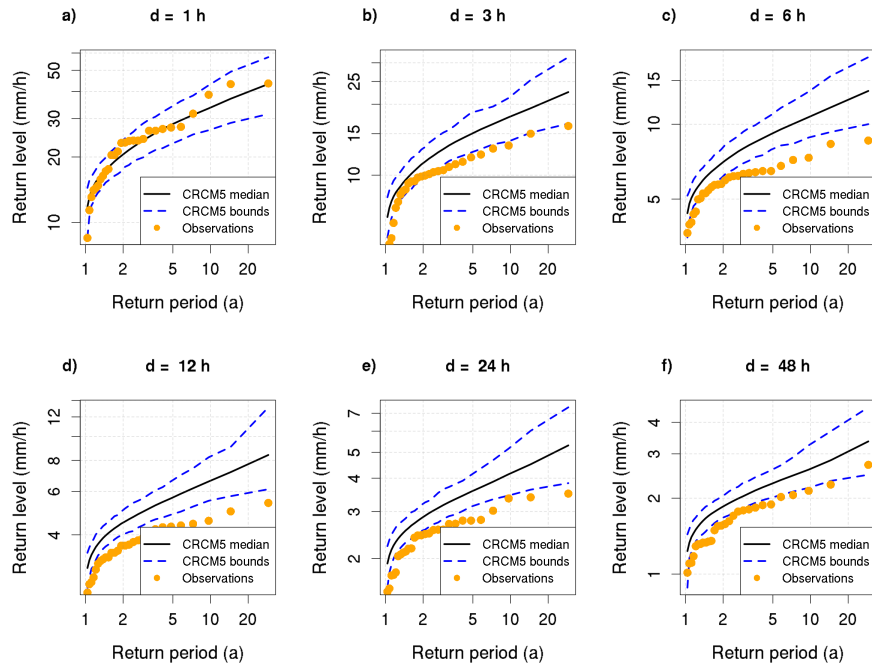 a) d = 1 h
Return level (mm/h)
10 20 30 50
CRCM5 median
CRCM5 bounds
Observations
1 2 5 10 20
Return period (a)
b) d = 3 h
Return level (mm/h)
10 15 25
CRCM5 median
CRCM5 bounds
Observations
1 2 5 10 20
Return period (a)
c) d = 6 h
Return level (mm/h)
5 10 15
CRCM5 median
CRCM5 bounds
Observations
1 2 5 10 20
Return period (a)
d) d = 12 h
Return level (mm/h)
4 6 8 12
CRCM5 median
CRCM5 bounds
Observations
1 2 5 10 20
Return period (a)
e) d = 24 h
Return level (mm/h)
2 3 4 5 7
CRCM5 median
CRCM5 bounds
Observations
1 2 5 10 20
Return period (a)
f) d = 48 h
Return level (mm/h)
1 2 3 4
CRCM5 median
CRCM5 bounds
Observations
1 2 5 10 20
Return period (a)